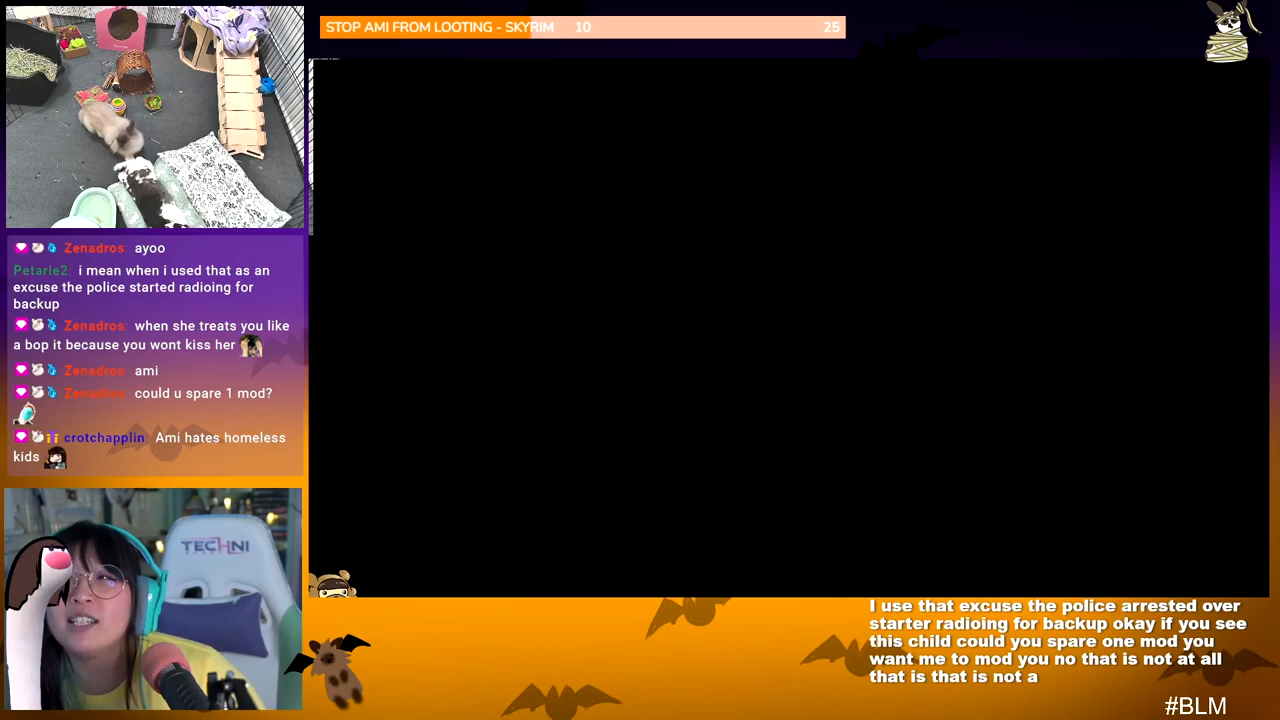 STOP AMI FROM LOOTING - SKYRIM 10 25
Zenadros: ayoo
Petarie2: i mean when i used that as an
excuse the police started radioing for
backup
Zenadros: when she treats you like
a bop it because you wont kiss her
Zenadros: ami
Zenadros: could u spare 1 mod?
crotchapplin: Ami hates homeless
kids
TECHNI
I use that excuse the police arrested over
starter radioing for backup okay if you see
this child could you spare one mod you
want me to mod you no that is not at all
that is that is not a
#BLM